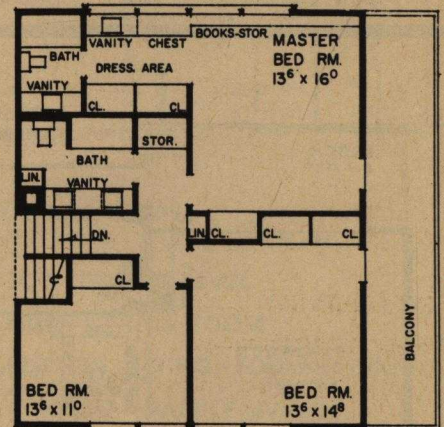 VANITY CHEST BOOKS-STOR.
BATH
MASTER
BED RM.
13⁶ x 16⁰
DRESS. AREA
VANITY
CL. CL.
STOR.
BATH
LIN.
VANITY
DN.
LIN. CL. CL. CL.
CL.
BALCONY
BED RM.
13⁶ x 11⁰
BED RM.
13⁶ x 14⁸